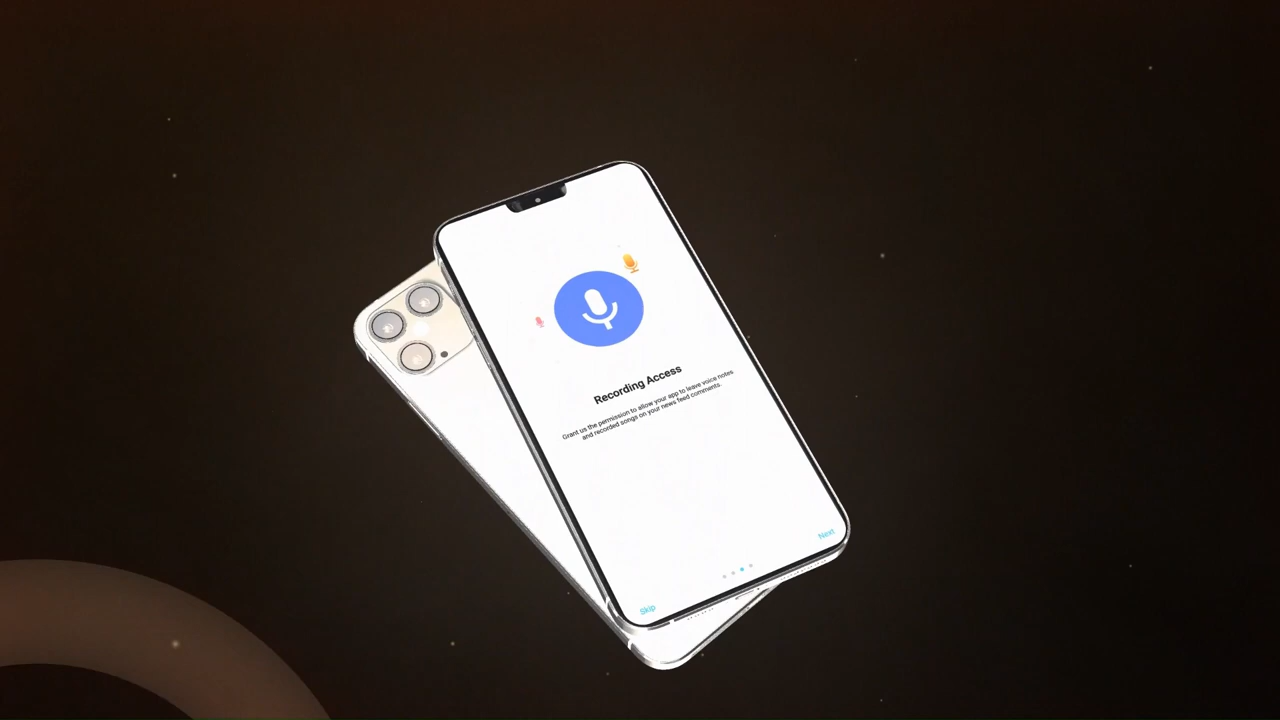 Recording Access
Grant us the permission to allow your app to leave voice notes
and recorded songs on your news feed comments.
Next
Skip